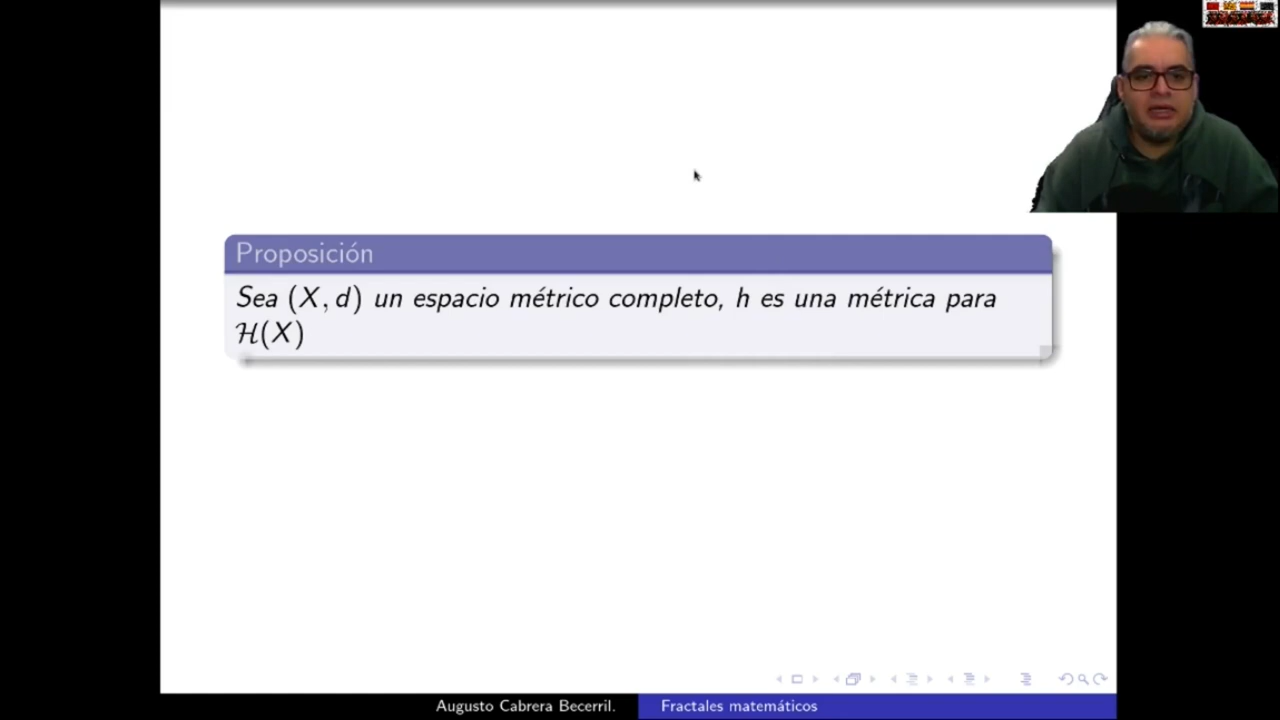 Proposición
Sea (X, d) un espacio métrico completo, h es una métrica para
ℋ(X)
Augusto Cabrera Becerril.
Fractales matemáticos